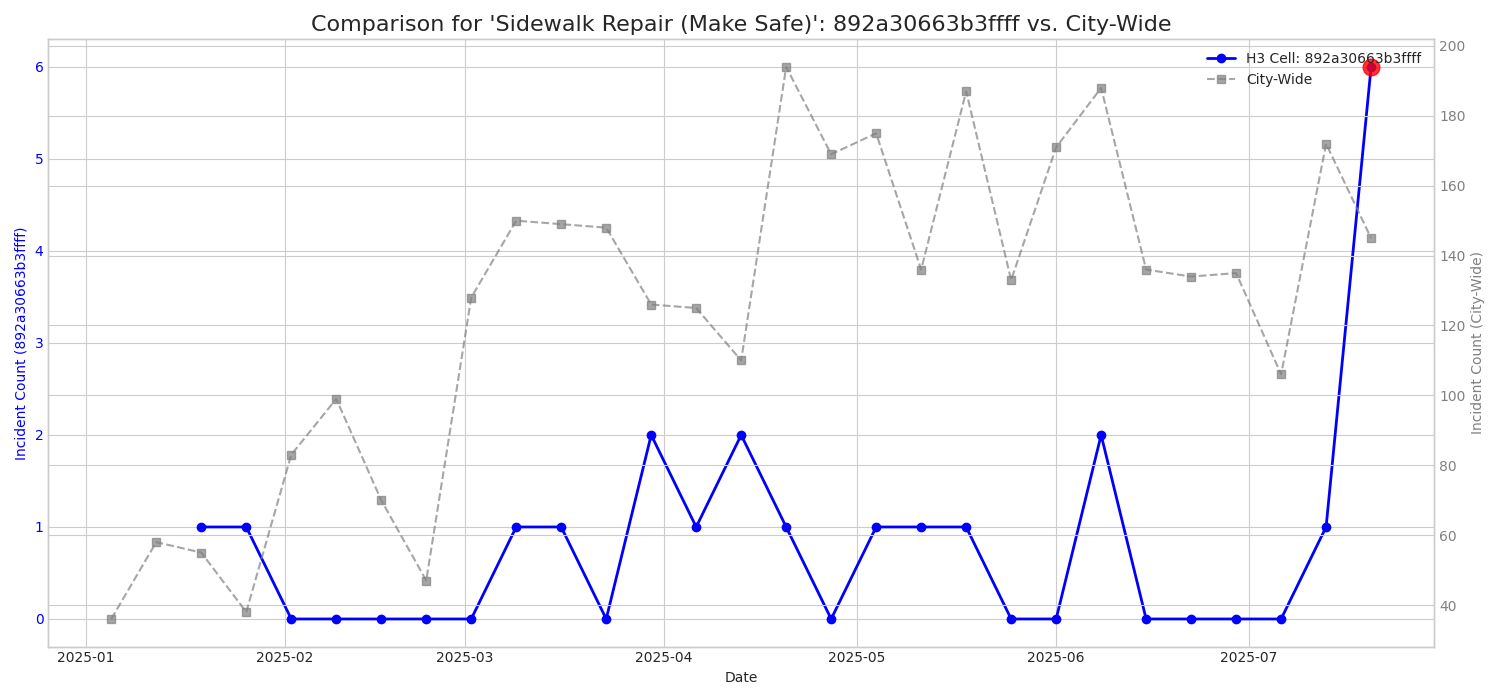 Comparison for 'Sidewalk Repair (Make Safe)': 892a30663b3ffff vs. City-Wide
H3 Cell: 892a30663b3ffff
City-Wide
Incident Count (892a30663b3ffff)
6
5
4
3
2
1
0
200
180
160
140
120
100
80
60
40
Incident Count (City-Wide)
2025-01 2025-02 2025-03 2025-04 2025-05 2025-06 2025-07
Date